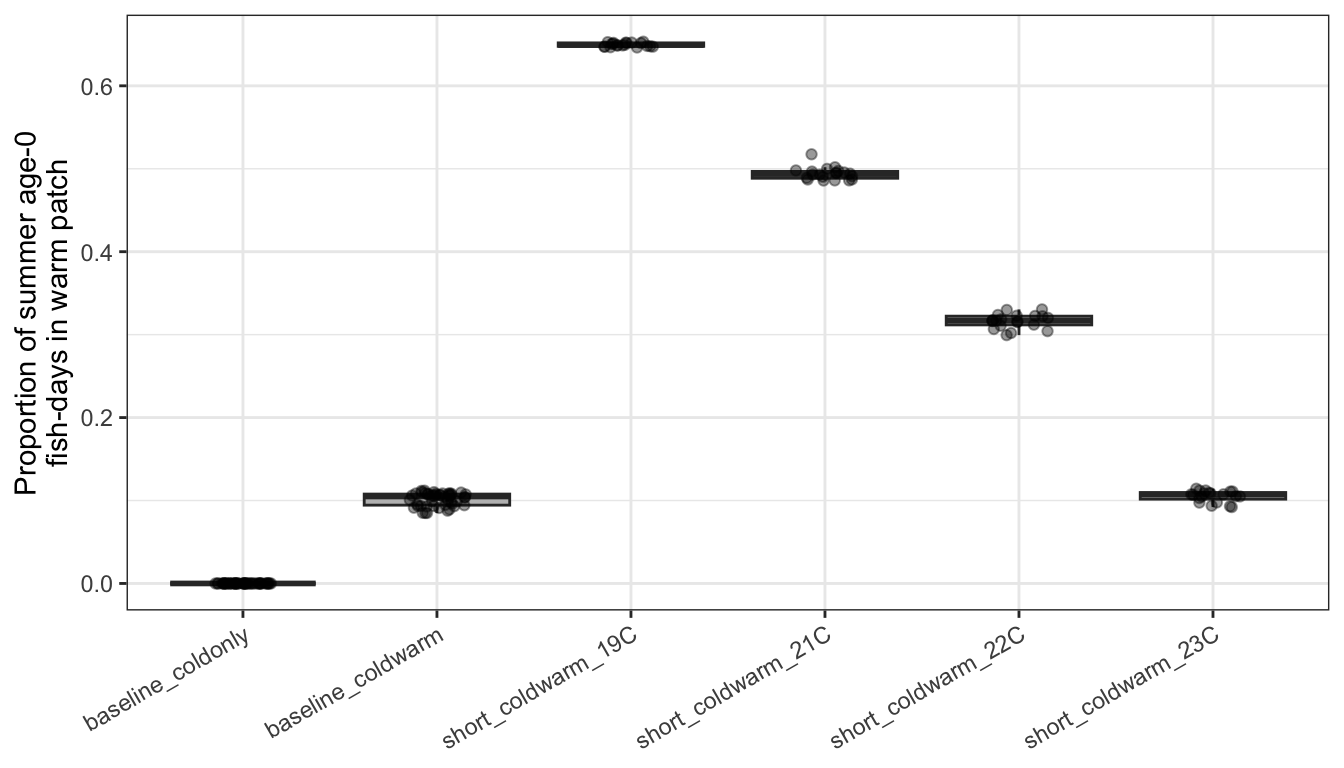 Proportion of summer age-0
fish-days in warm patch
0.6
0.4
0.2
0.0
baseline_coldonly
baseline_coldwarm
short_coldwarm_19C
short_coldwarm_21C
short_coldwarm_22C
short_coldwarm_23C